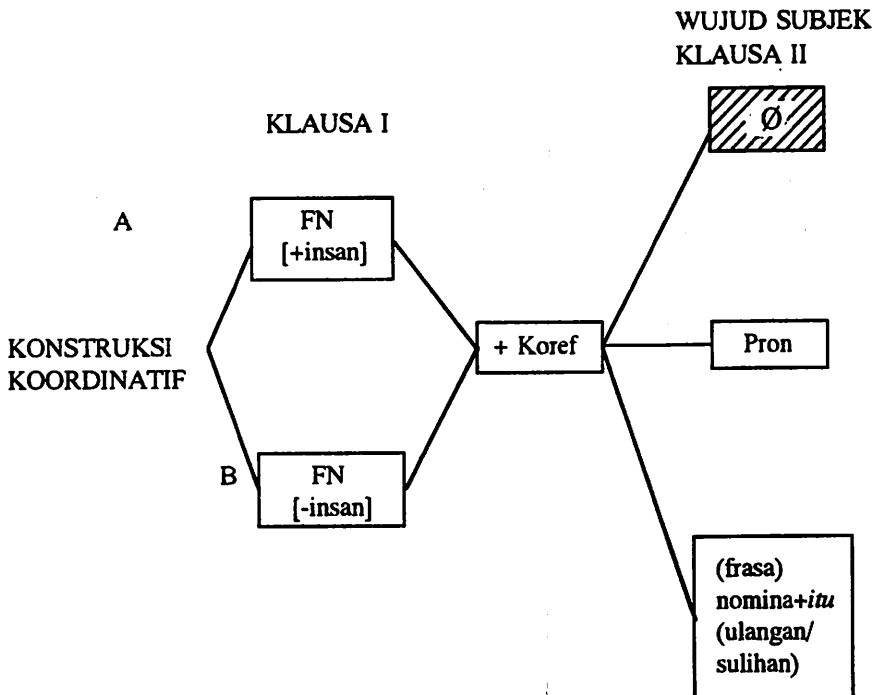 WUJUD SUBJEK
KLAUSA II
Ø
KLAUSA I
A
FN
[+insan]
KONSTRUKSI
KOORDINATIF
+ Koref
Pron
B
FN
[-insan]
(frasa)
nomina+itu
(ulangan/
sulihan)